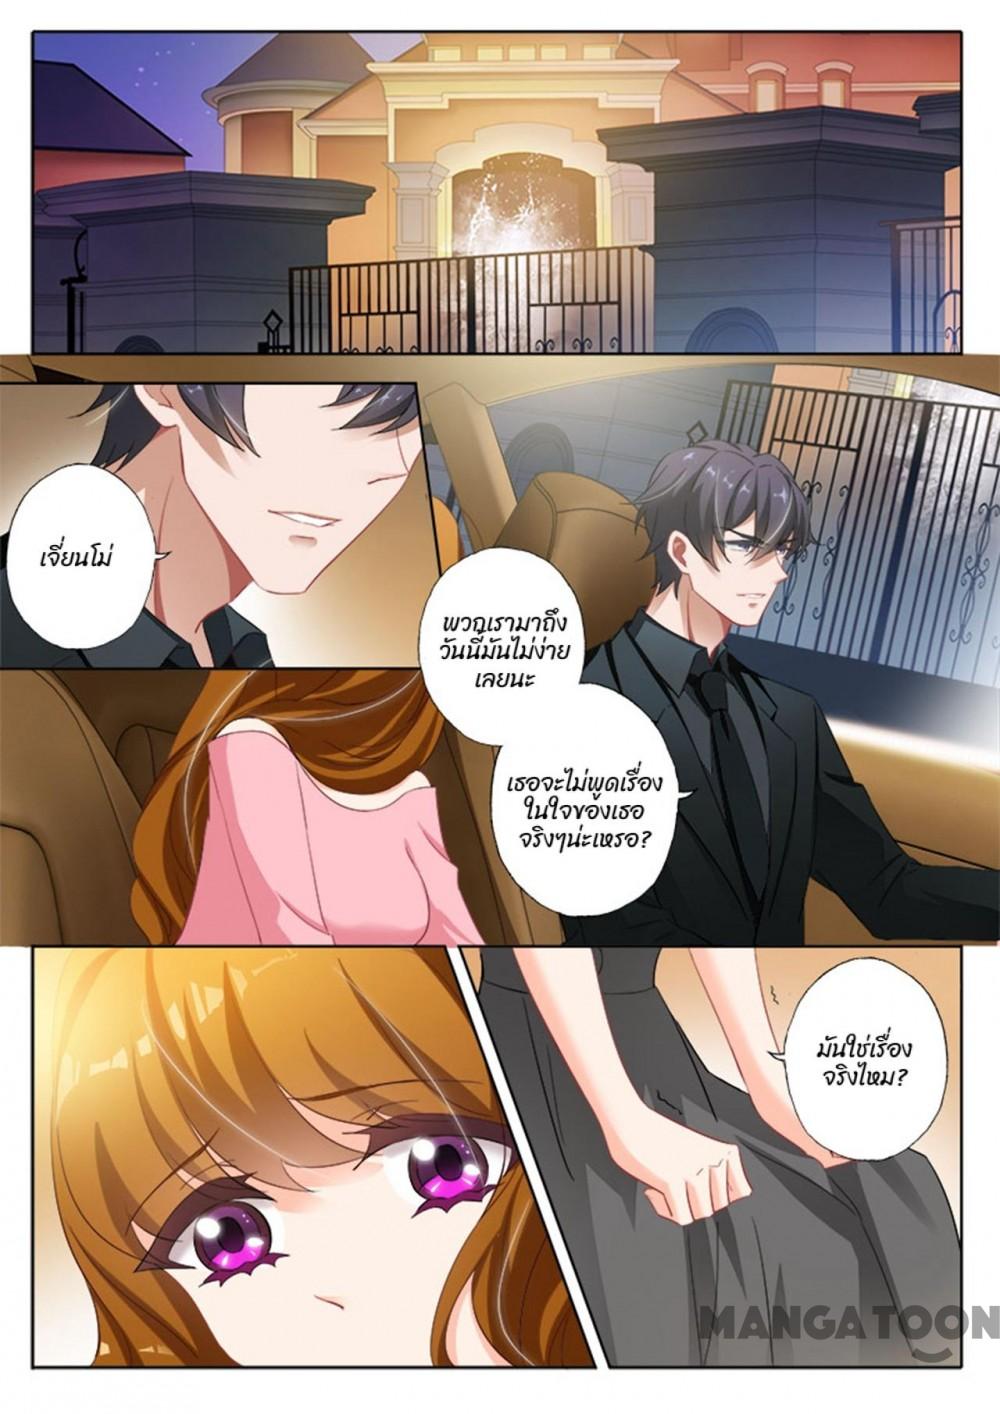 เจี่ยนโม่
พวกเรามาถึง
วันนี้มันไม่ง่าย
เลยนะ
เธอจะไม่พูดเรื่อง
ในใจของเธอ
จริงๆน่ะเหรอ?
มันใช่เรื่อง
จริงไหม?
MANGATOON